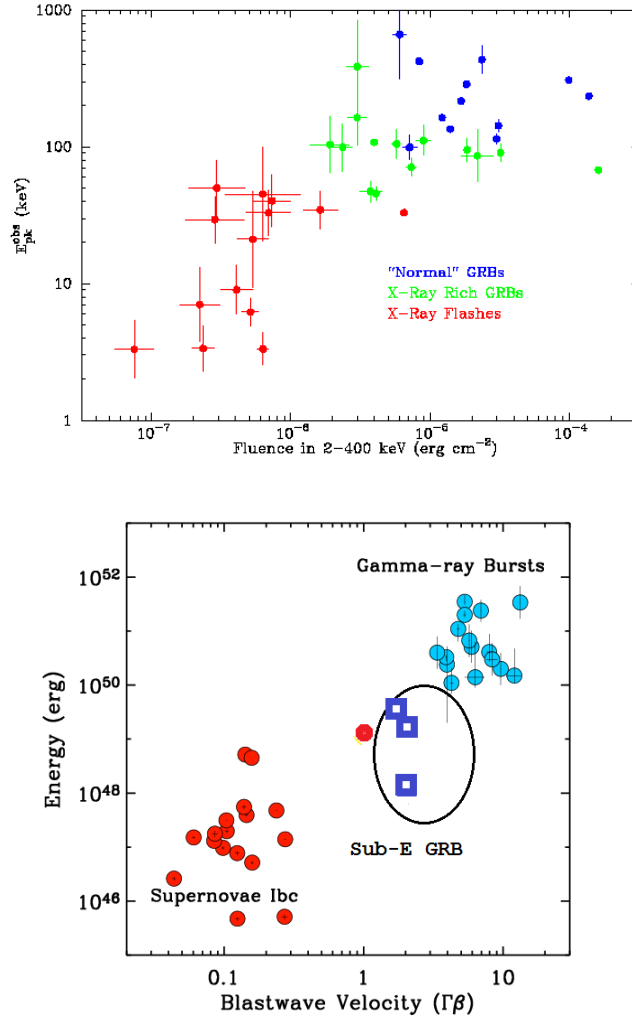 1000
100
10
1
E_pk^obs (keV)
"Normal" GRBs
X-Ray Rich GRBs
X-Ray Flashes
10^-7
10^-6
10^-5
10^-4
Fluence in 2-400 keV (erg cm^-2)
Gamma-ray Bursts
10^52
10^50
10^48
10^46
Energy (erg)
Sub-E GRB
Supernovae Ibc
0.1
1
10
Blastwave Velocity (Γβ)